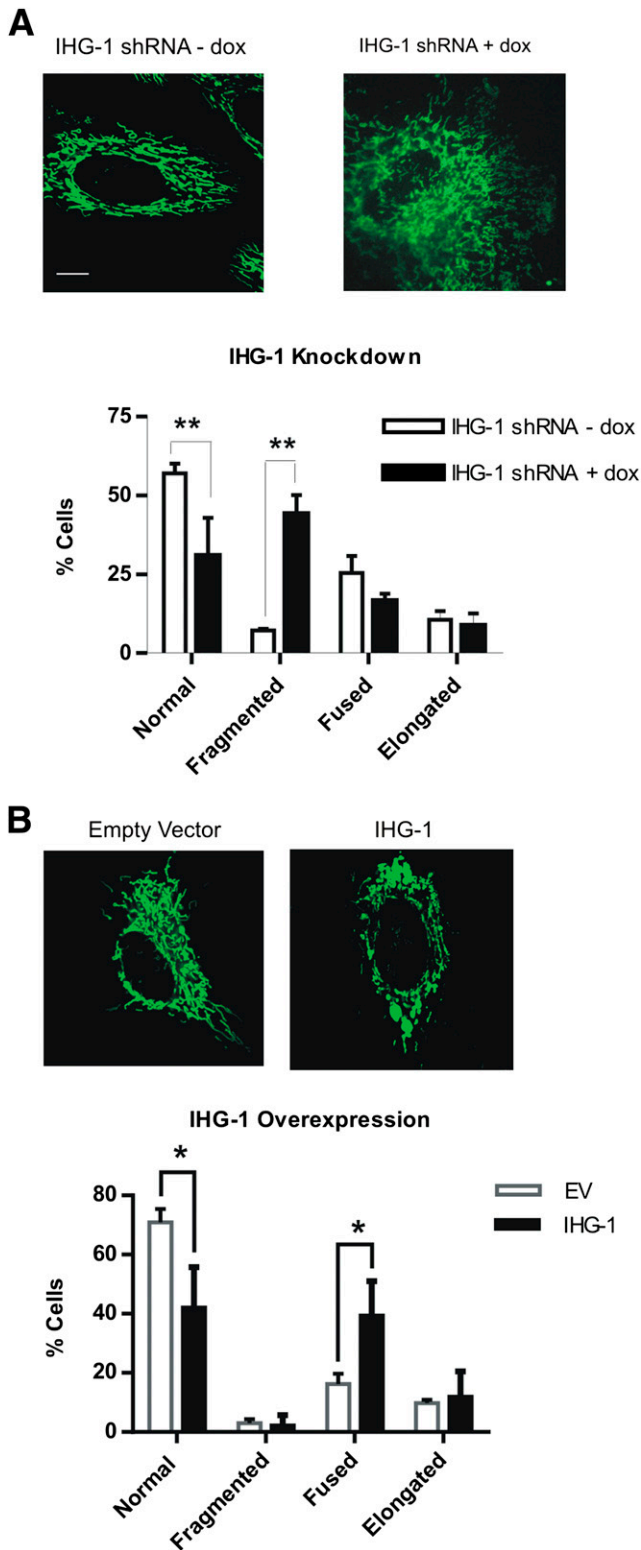 A
IHG-1 shRNA - dox
IHG-1 shRNA + dox
IHG-1 Knockdown
75
50
25
0
% Cells
**
**
IHG-1 shRNA - dox
IHG-1 shRNA + dox
Normal
Fragmented
Fused
Elongated
B
Empty Vector
IHG-1
IHG-1 Overexpression
80
60
40
20
0
% Cells
*
*
EV
IHG-1
Normal
Fragmented
Fused
Elongated